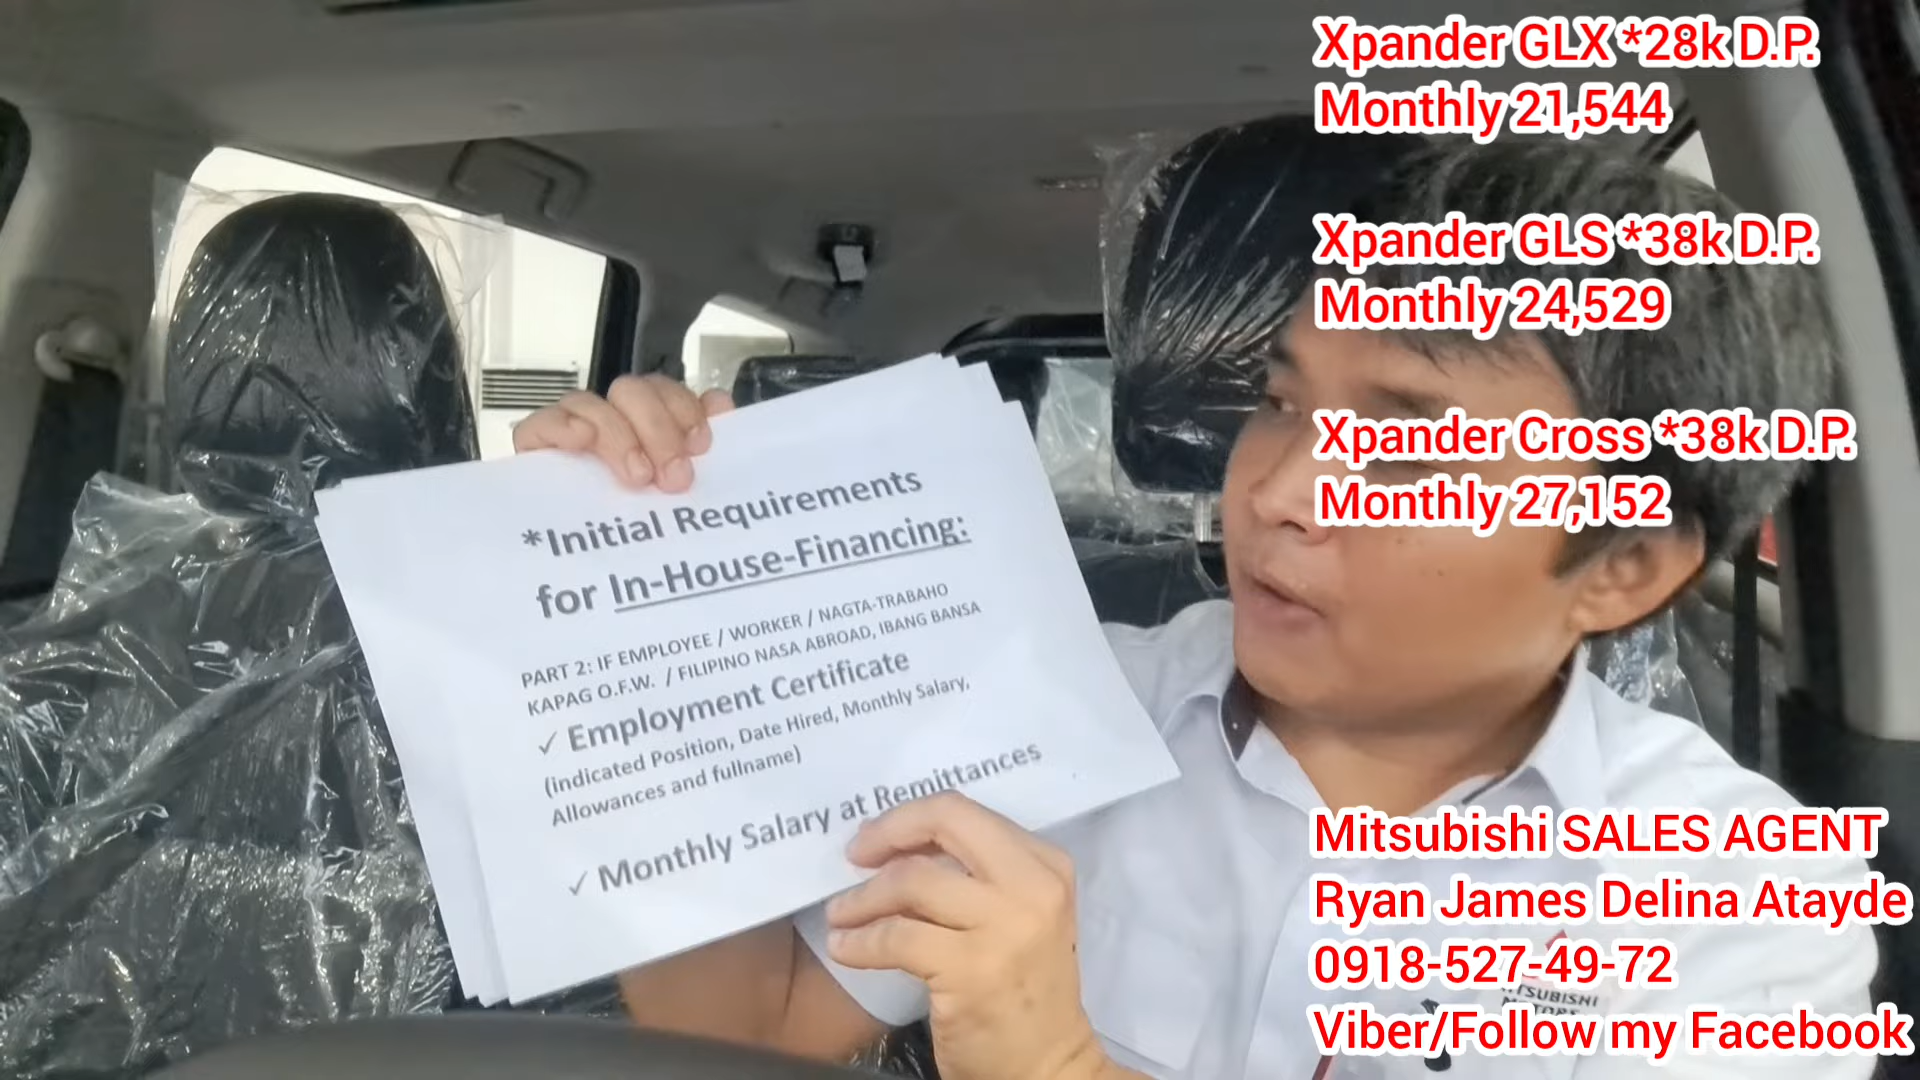 Xpander GLX *28k D.P.
Monthly 21,544
Xpander GLS *38k D.P.
Monthly 24,529
Xpander Cross *38k D.P.
Monthly 27,152
*Initial Requirements
for In-House-Financing:
PART 2: IF EMPLOYEE / WORKER / NAGTA-TRABAHO
KAPAG O.F.W. / FILIPINO NASA ABROAD, IBANG BANSA
✓ Employment Certificate
(indicated Position, Date Hired, Monthly Salary,
Allowances and fullname)
✓ Monthly Salary at Remittances
Mitsubishi SALES AGENT
Ryan James Delina Atayde
0918-527-49-72
Viber/Follow my Facebook